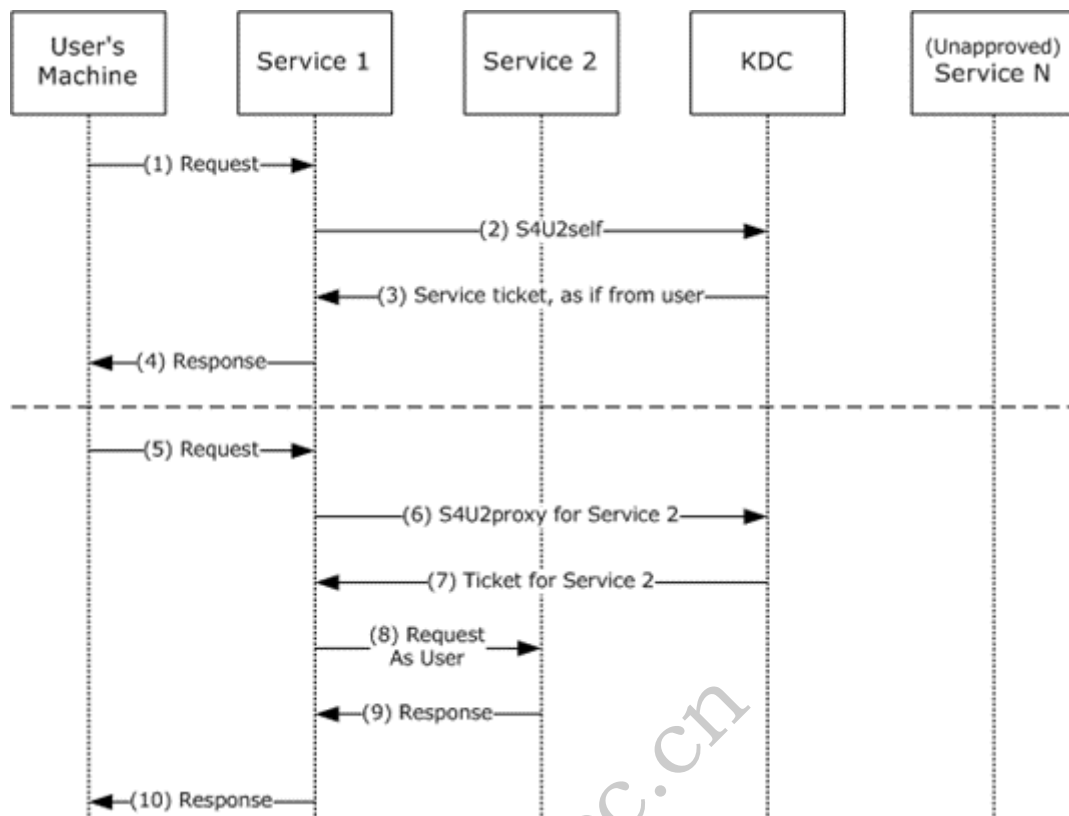 User's
Machine
Service 1
Service 2
KDC
(Unapproved)
Service N
(1) Request
(2) S4U2self
(3) Service ticket, as if from user
(4) Response
(5) Request
(6) S4U2proxy for Service 2
(7) Ticket for Service 2
(8) Request
As User
(9) Response
(10) Response
c.cn